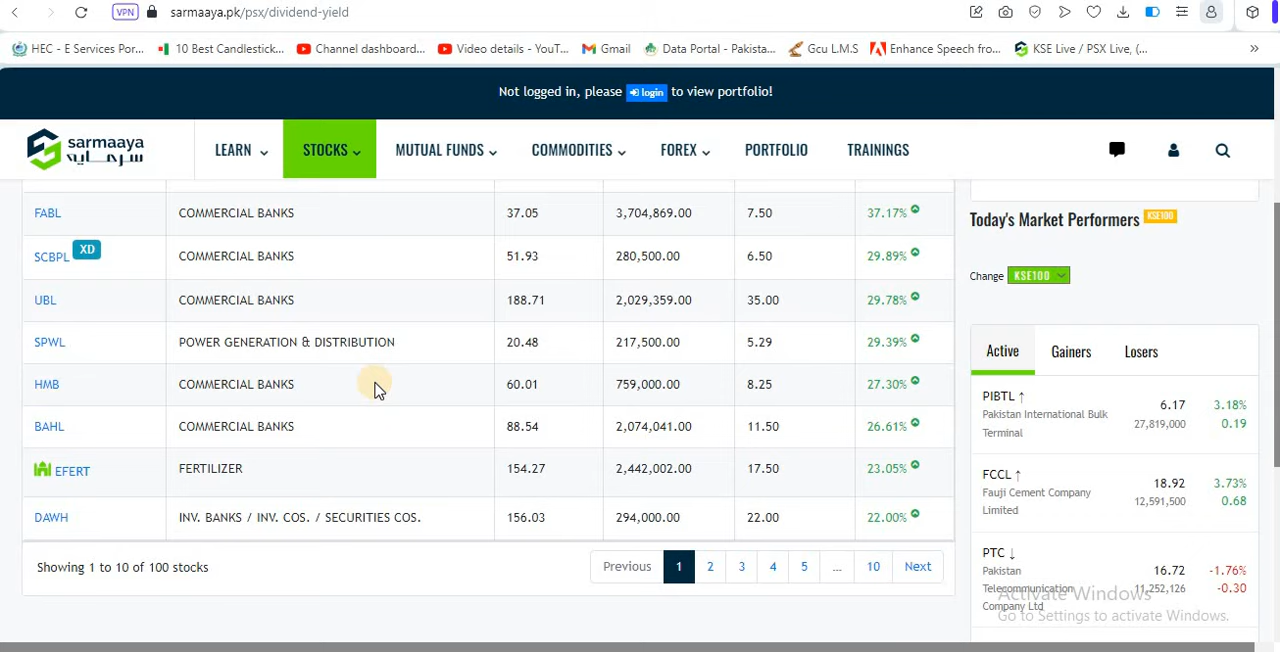 VPN sarmaaya.pk/psx/dividend-yield
HEC - E Services Por... 10 Best Candlestick... Channel dashboard... Video details - YouT... Gmail Data Portal - Pakista... Gcu L.M.S Enhance Speech fro... KSE Live / PSX Live, (... »
Not logged in, please login to view portfolio!
sarmaaya
سرمایه
LEARN STOCKS MUTUAL FUNDS COMMODITIES FOREX PORTFOLIO TRAININGS
FABL COMMERCIAL BANKS 37.05 3,704,869.00 7.50 37.17%
SCBPL XD COMMERCIAL BANKS 51.93 280,500.00 6.50 29.89%
UBL COMMERCIAL BANKS 188.71 2,029,359.00 35.00 29.78%
SPWL POWER GENERATION & DISTRIBUTION 20.48 217,500.00 5.29 29.39%
HMB COMMERCIAL BANKS 60.01 759,000.00 8.25 27.30%
BAHL COMMERCIAL BANKS 88.54 2,074,041.00 11.50 26.61%
EFERT FERTILIZER 154.27 2,442,002.00 17.50 23.05%
DAWH INV. BANKS / INV. COS. / SECURITIES COS. 156.03 294,000.00 22.00 22.00%
Showing 1 to 10 of 100 stocks Previous 1 2 3 4 5 ... 10 Next
Today's Market Performers KSE100
Change KSE100
Active Gainers Losers
PIBTL ↑ 6.17 3.18%
Pakistan International Bulk 27,819,000 0.19
Terminal
FCCL ↑ 18.92 3.73%
Fauji Cement Company 12,591,500 0.68
Limited
PTC ↓ 16.72 -1.76%
Pakistan
Telecommunication 11,252,126 -0.30
Company Ltd
Activate Windows
Go to Settings to activate Windows.